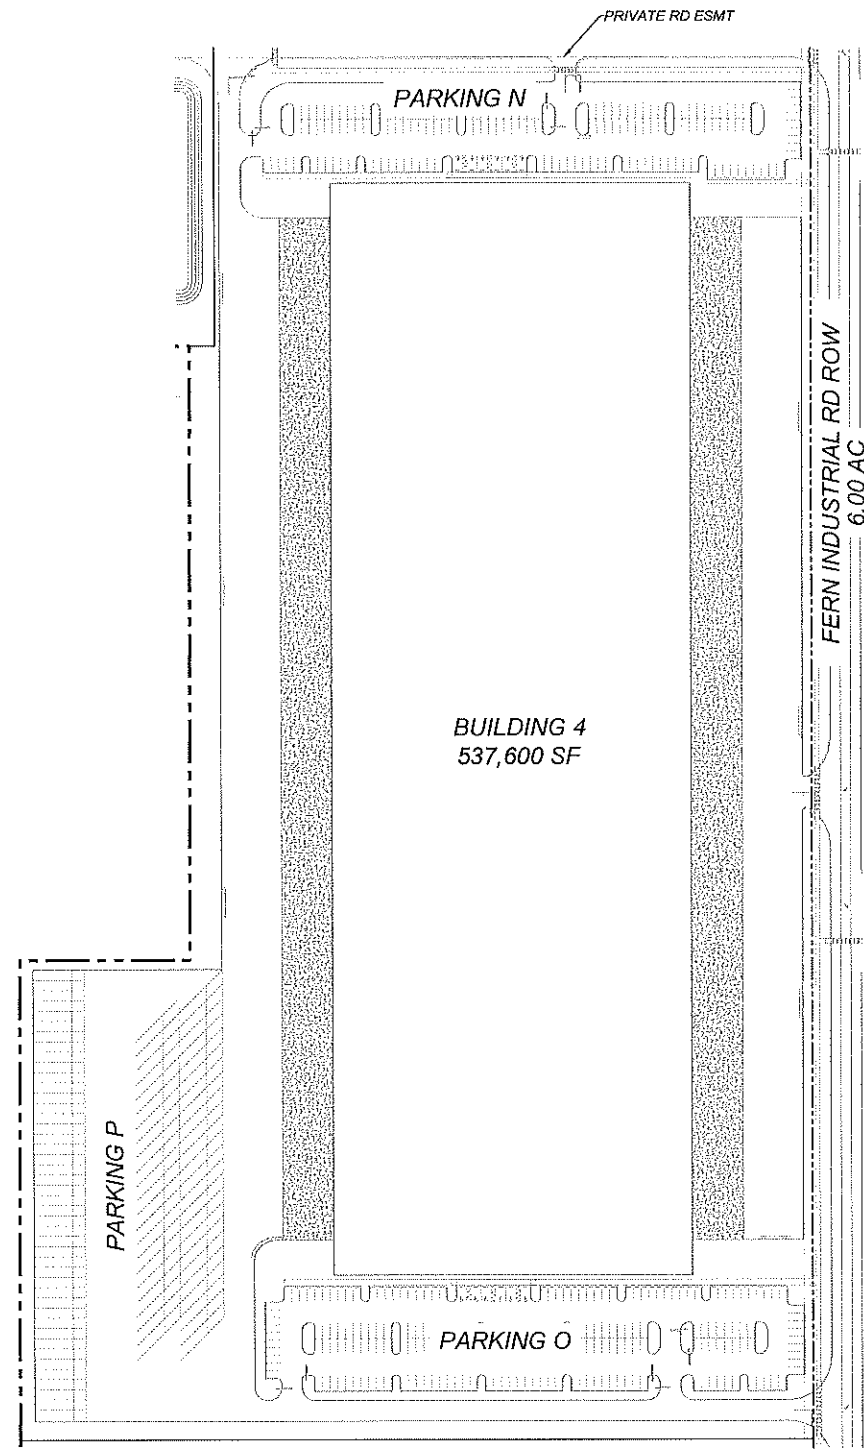 PRIVATE RD ESMT
PARKING N
FERN INDUSTRIAL RD ROW
6.00 AC
BUILDING 4
537,600 SF
PARKING P
PARKING O